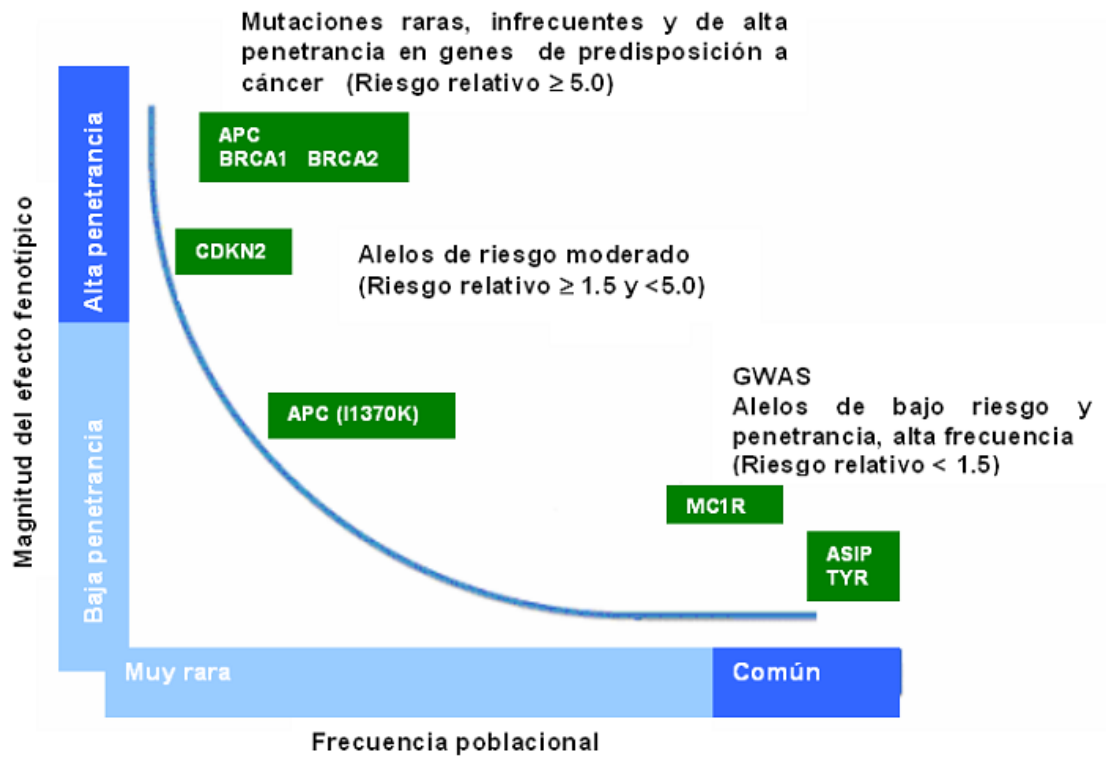 Mutaciones raras, infrecuentes y de alta
penetrancia en genes de predisposición a
cáncer (Riesgo relativo ≥ 5.0)
APC
BRCA1 BRCA2
Alta penetrancia
CDKN2
Alelos de riesgo moderado
(Riesgo relativo ≥ 1.5 y <5.0)
Magnitud del efecto fenotípico
GWAS
Alelos de bajo riesgo y
penetrancia, alta frecuencia
(Riesgo relativo < 1.5)
APC (I1370K)
Baja penetrancia
MC1R
ASIP
TYR
Muy rara
Común
Frecuencia poblacional